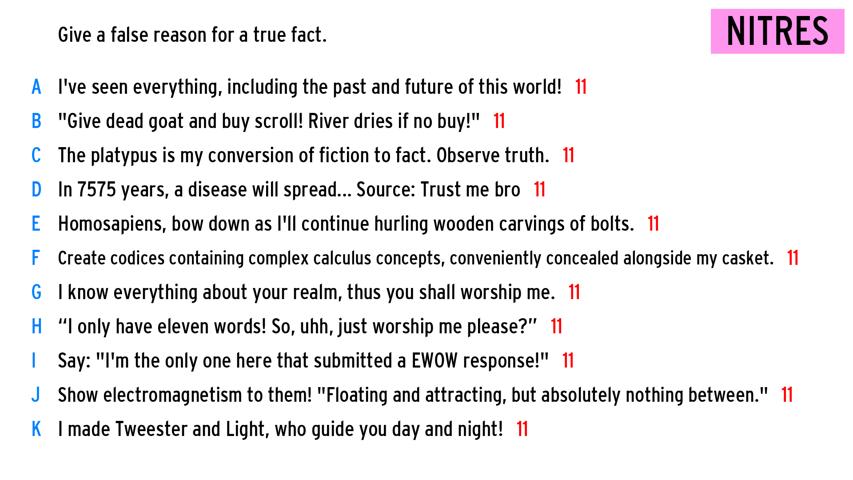 Give a false reason for a true fact.
NITRES
A I've seen everything, including the past and future of this world! 11
B "Give dead goat and buy scroll! River dries if no buy!" 11
C The platypus is my conversion of fiction to fact. Observe truth. 11
D In 7575 years, a disease will spread... Source: Trust me bro 11
E Homosapiens, bow down as I'll continue hurling wooden carvings of bolts. 11
F Create codices containing complex calculus concepts, conveniently concealed alongside my casket. 11
G I know everything about your realm, thus you shall worship me. 11
H “I only have eleven words! So, uhh, just worship me please?” 11
I Say: "I'm the only one here that submitted a EWOW response!" 11
J Show electromagnetism to them! "Floating and attracting, but absolutely nothing between." 11
K I made Tweester and Light, who guide you day and night! 11